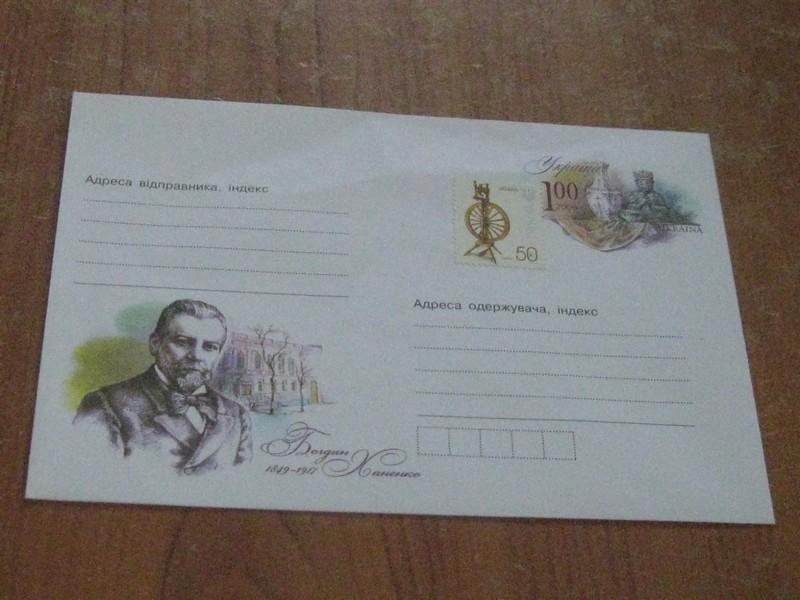 Адреса відправника, індекс
Україна
1.00
50
UKRAINA
Адреса одержувача, індекс
Богдан
1849-1917 Ханенко